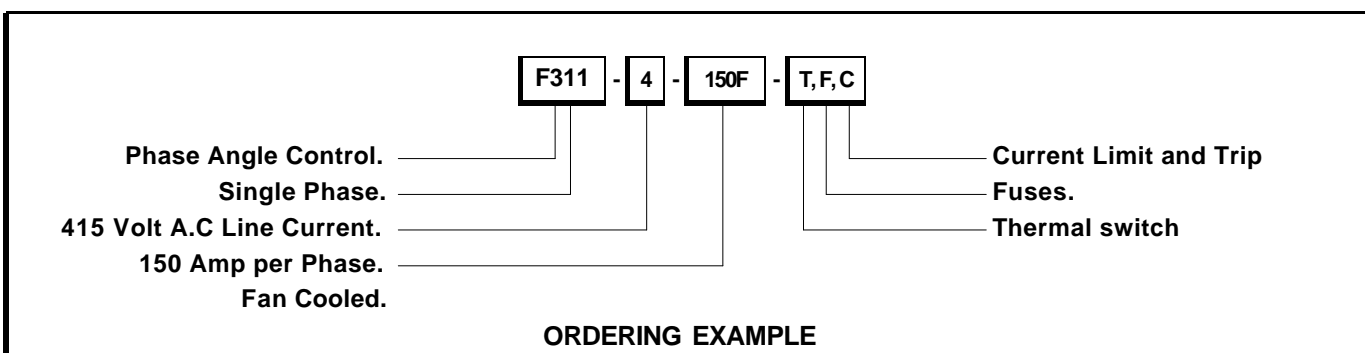 F311 - 4 - 150F - T, F, C
Phase Angle Control.
Single Phase.
415 Volt A.C Line Current.
150 Amp per Phase.
Fan Cooled.
Current Limit and Trip
Fuses.
Thermal switch
ORDERING EXAMPLE